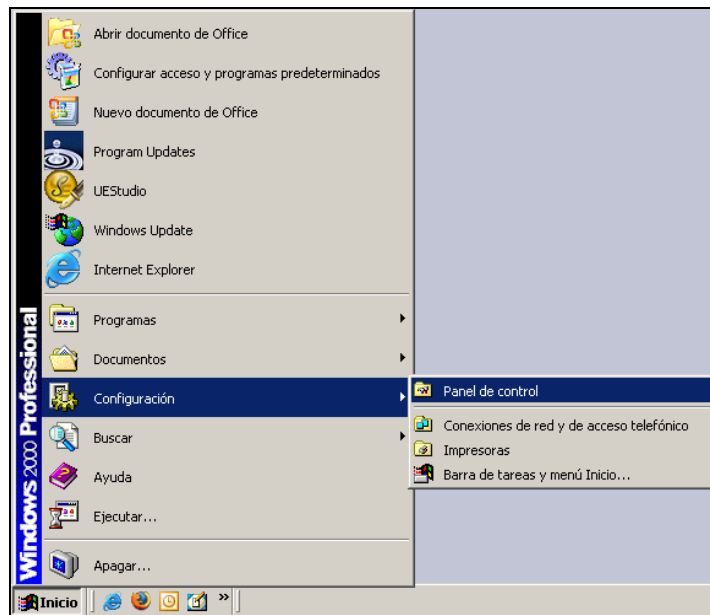 Abrir documento de Office
Configurar acceso y programas predeterminados
Nuevo documento de Office
Program Updates
UEStudio
Windows Update
Internet Explorer
Programas
Documentos
Configuración
Buscar
Ayuda
Ejecutar...
Apagar...
Windows 2000 Professional
Panel de control
Conexiones de red y de acceso telefónico
Impresoras
Barra de tareas y menú Inicio...
Inicio